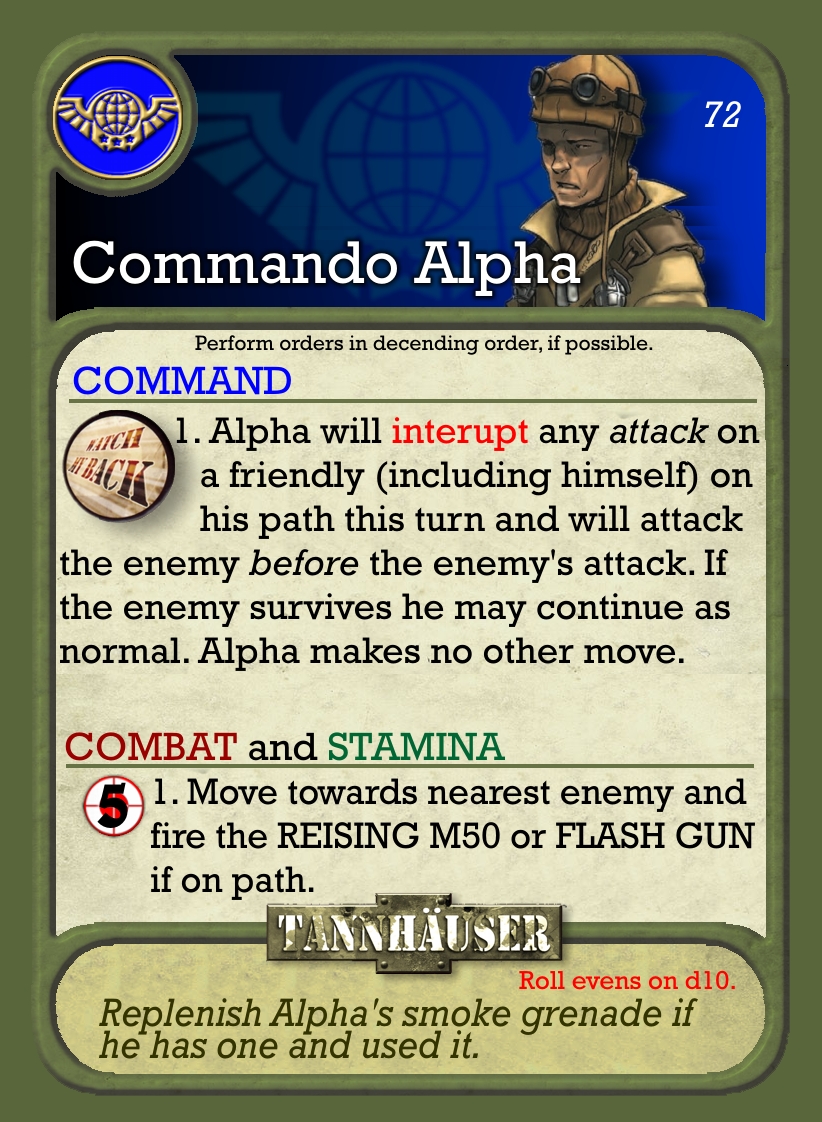 72
Commando Alpha
Perform orders in decending order, if possible.
COMMAND
WATCH
MY BACK
1. Alpha will interupt any attack on
a friendly (including himself) on
his path this turn and will attack
the enemy before the enemy's attack. If
the enemy survives he may continue as
normal. Alpha makes no other move.
COMBAT and STAMINA
5
1. Move towards nearest enemy and
fire the REISING M50 or FLASH GUN
if on path.
TANNHÄUSER
Roll evens on d10.
Replenish Alpha's smoke grenade if
he has one and used it.